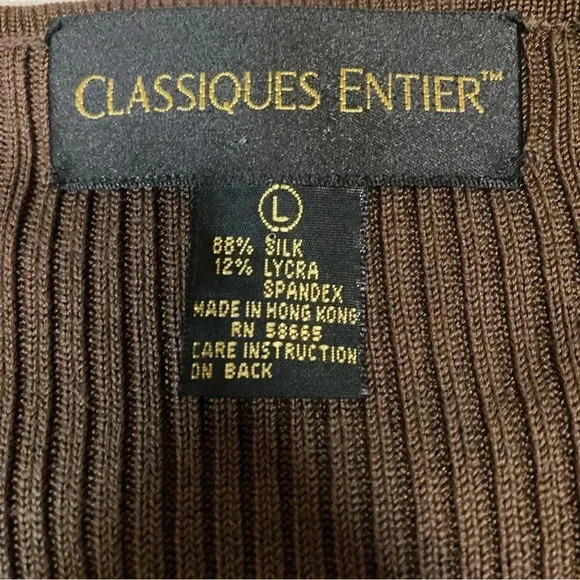 CLASSIQUES ENTIER™
L
88% SILK
12% LYCRA
SPANDEX
MADE IN HONG KONG
RN 58665
CARE INSTRUCTION
ON BACK